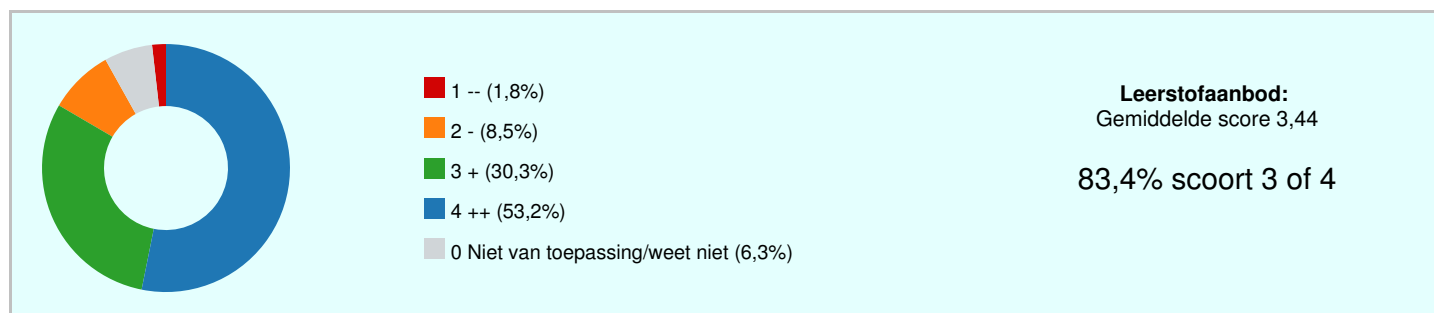 1 -- (1,8%)
2 - (8,5%)
3 + (30,3%)
4 ++ (53,2%)
0 Niet van toepassing/weet niet (6,3%)
Leerstofaanbod:
Gemiddelde score 3,44
83,4% scoort 3 of 4